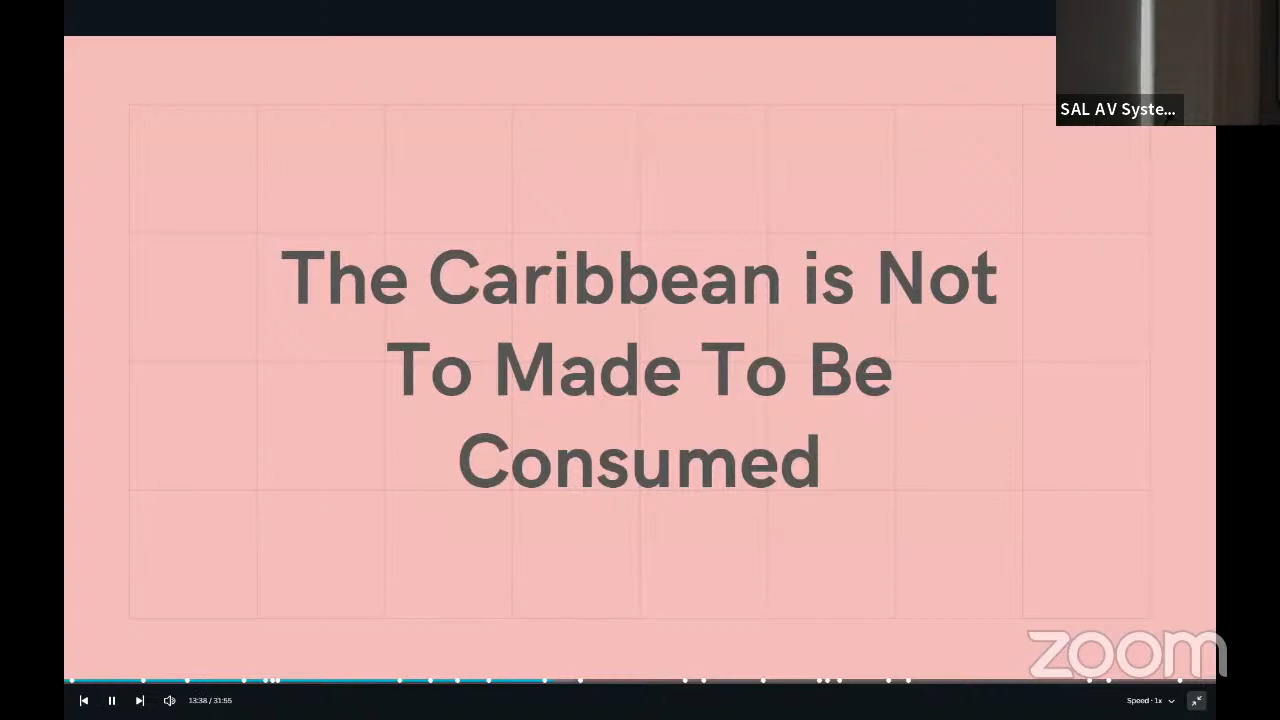 SAL AV Syste...
The Caribbean is Not
To Made To Be
Consumed
zoom
13:38 / 31:55
Speed · 1x